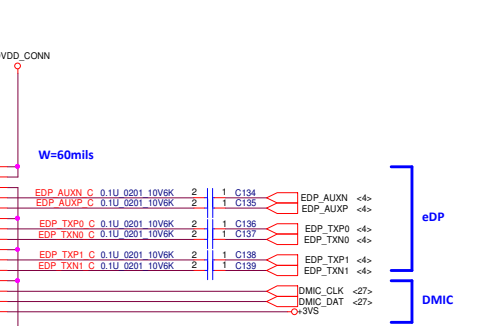 VDD_CONN
W=60mils
EDP_AUXN_C 0.1U_0201_10V6K 2 1 C134 EDP_AUXN <4>
EDP_AUXP_C 0.1U_0201_10V6K 2 1 C135 EDP_AUXP <4>
eDP
EDP_TXP0_C 0.1U_0201_10V6K 2 1 C136 EDP_TXP0 <4>
EDP_TXN0_C 0.1U_0201_10V6K 2 1 C137 EDP_TXN0 <4>
EDP_TXP1_C 0.1U_0201_10V6K 2 1 C138 EDP_TXP1 <4>
EDP_TXN1_C 0.1U_0201_10V6K 2 1 C139 EDP_TXN1 <4>
DMIC_CLK <27>
DMIC_DAT <27>
DMIC
+3VS